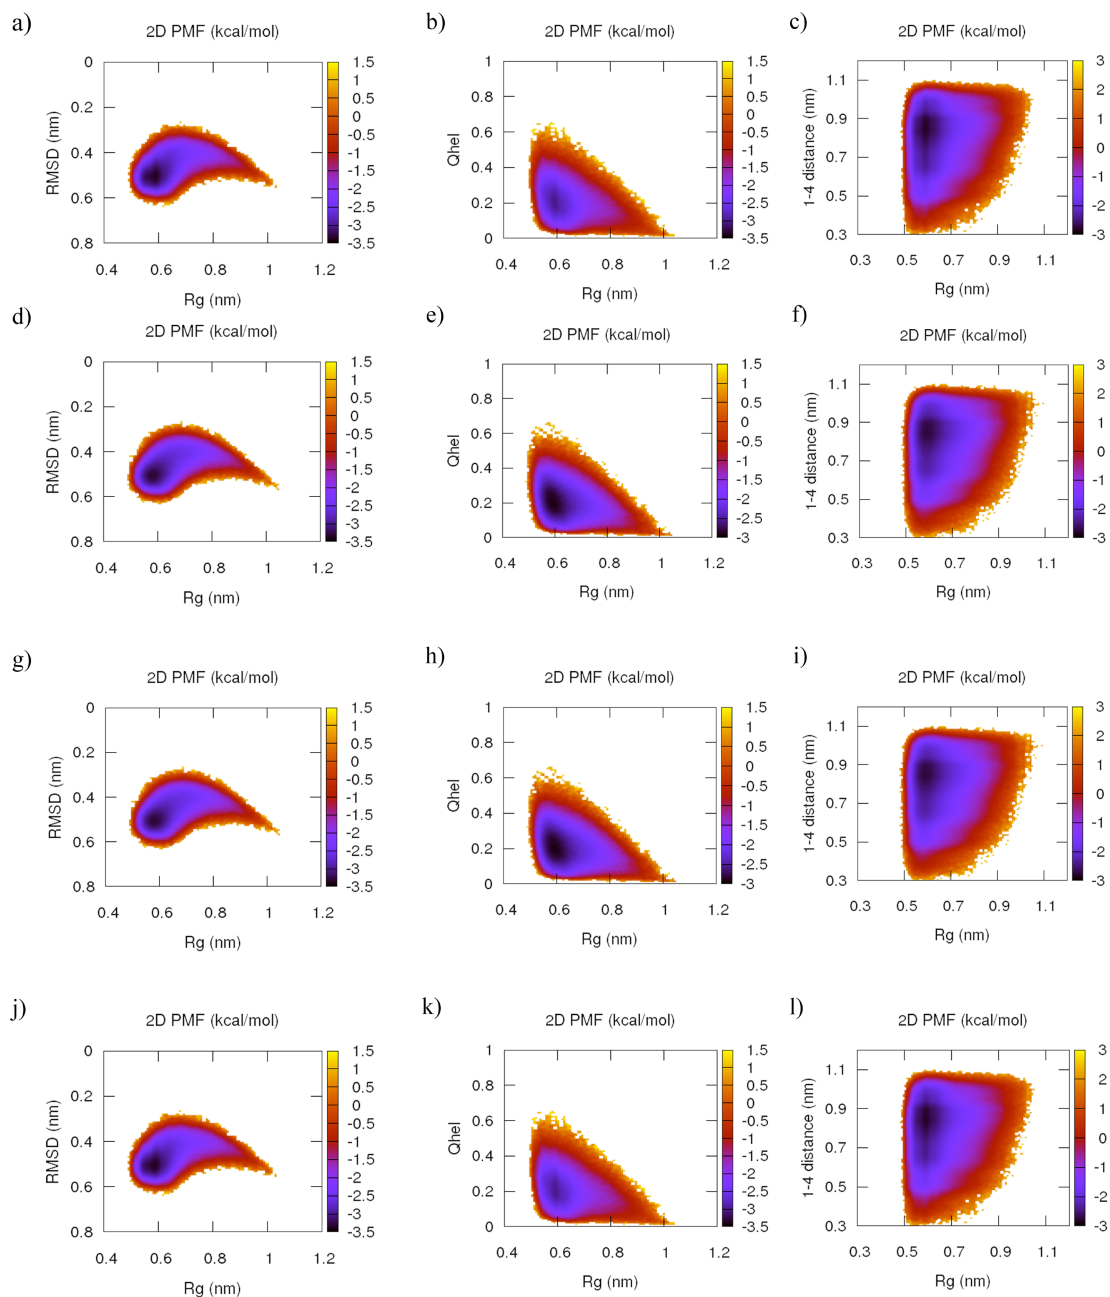 a)
2D PMF (kcal/mol)
RMSD (nm)
0
0.2
0.4
0.6
0.8
0.4 0.6 0.8 1 1.2
Rg (nm)
1.5
1
0.5
0
-0.5
-1
-1.5
-2
-2.5
-3
-3.5
b)
2D PMF (kcal/mol)
Qhel
1
0.8
0.6
0.4
0.2
0
0.4 0.6 0.8 1 1.2
Rg (nm)
1.5
1
0.5
0
-0.5
-1
-1.5
-2
-2.5
-3
-3.5
c)
2D PMF (kcal/mol)
1-4 distance (nm)
1.1
0.9
0.7
0.5
0.3
0.3 0.5 0.7 0.9 1.1
Rg (nm)
3
2
1
0
-1
-2
-3
d)
2D PMF (kcal/mol)
RMSD (nm)
0
0.2
0.4
0.6
0.8
0.4 0.6 0.8 1 1.2
Rg (nm)
1.5
1
0.5
0
-0.5
-1
-1.5
-2
-2.5
-3
-3.5
e)
2D PMF (kcal/mol)
Qhel
1
0.8
0.6
0.4
0.2
0
0.4 0.6 0.8 1 1.2
Rg (nm)
1.5
1
0.5
0
-0.5
-1
-1.5
-2
-2.5
-3
f)
2D PMF (kcal/mol)
1-4 distance (nm)
1.1
0.9
0.7
0.5
0.3
0.3 0.5 0.7 0.9 1.1
Rg (nm)
3
2
1
0
-1
-2
-3
g)
2D PMF (kcal/mol)
RMSD (nm)
0
0.2
0.4
0.6
0.8
0.4 0.6 0.8 1 1.2
Rg (nm)
1.5
1
0.5
0
-0.5
-1
-1.5
-2
-2.5
-3
-3.5
h)
2D PMF (kcal/mol)
Qhel
1
0.8
0.6
0.4
0.2
0
0.4 0.6 0.8 1 1.2
Rg (nm)
1.5
1
0.5
0
-0.5
-1
-1.5
-2
-2.5
-3
i)
2D PMF (kcal/mol)
1-4 distance (nm)
1.1
0.9
0.7
0.5
0.3
0.3 0.5 0.7 0.9 1.1
Rg (nm)
3
2
1
0
-1
-2
-3
j)
2D PMF (kcal/mol)
RMSD (nm)
0
0.2
0.4
0.6
0.8
0.4 0.6 0.8 1 1.2
Rg (nm)
1.5
1
0.5
0
-0.5
-1
-1.5
-2
-2.5
-3
-3.5
k)
2D PMF (kcal/mol)
Qhel
1
0.8
0.6
0.4
0.2
0
0.4 0.6 0.8 1 1.2
Rg (nm)
1.5
1
0.5
0
-0.5
-1
-1.5
-2
-2.5
-3
-3.5
l)
2D PMF (kcal/mol)
1-4 distance (nm)
1.1
0.9
0.7
0.5
0.3
0.3 0.5 0.7 0.9 1.1
Rg (nm)
3
2
1
0
-1
-2
-3